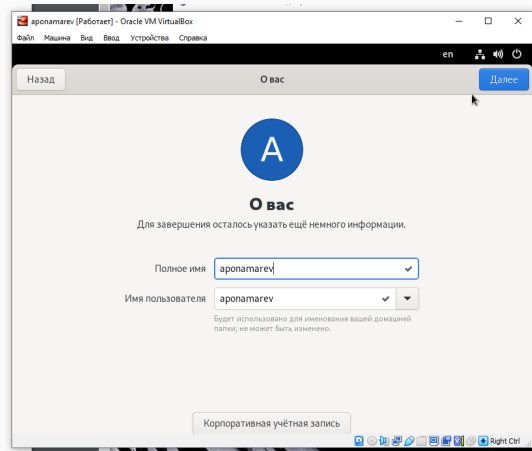 aponamarev [Работает] - Oracle VM VirtualBox
Файл Машина Вид Ввод Устройства Справка
en
Назад О вас Далее
A
О вас
Для завершения осталось указать ещё немного информации.
Полное имя aponamarev
Имя пользователя aponamarev
Будет использовано для именования вашей домашней
папки; не может быть изменено.
Корпоративная учётная запись
Right Ctrl